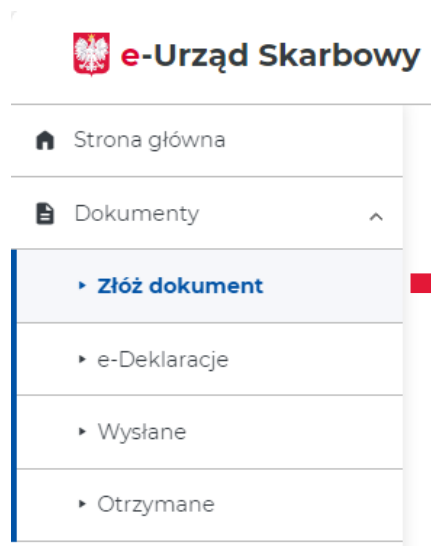 e-Urząd Skarbowy
Strona główna
Dokumenty
Złóż dokument
e-Deklaracje
Wysłane
Otrzymane